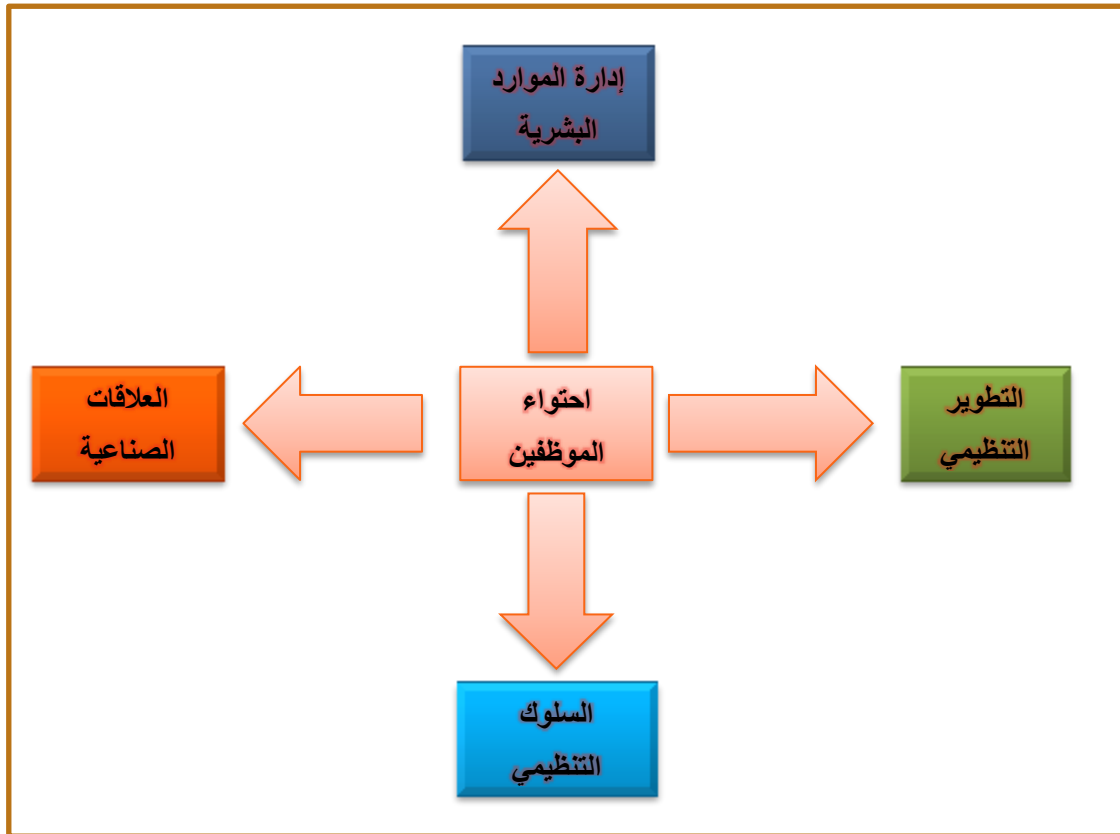 إدارة الموارد
البشرية
العلاقات
الصناعية
احتواء
الموظفين
التطوير
التنظيمي
السلوك
التنظيمي